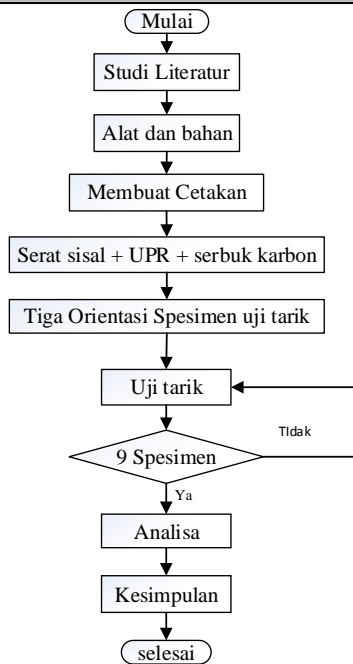 Mulai
Studi Literatur
Alat dan bahan
Membuat Cetakan
Serat sisal + UPR + serbuk karbon
Tiga Orientasi Spesimen uji tarik
Uji tarik
TIdak
9 Spesimen
Ya
Analisa
Kesimpulan
selesai